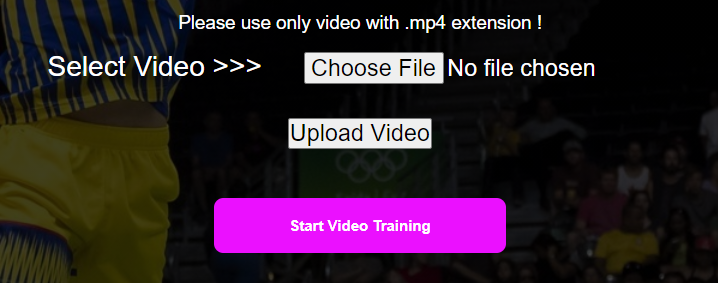 Please use only video with .mp4 extension !
Select Video >>> Choose File No file chosen
Upload Video
Start Video Training